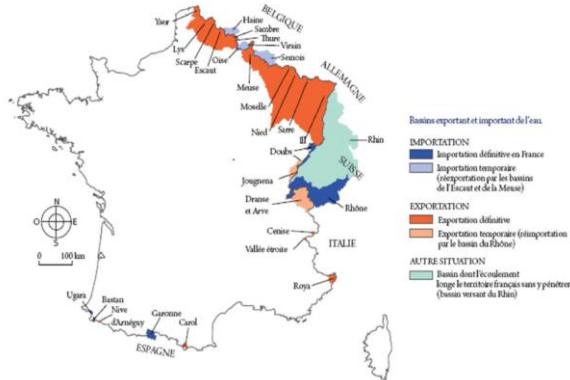 BELGIQUE
Yser
Haine
Sambre
Thure
Viroin
Semois
Lys
Scarpe
Escaut
Oise
Meuse
ALLEMAGNE
Moselle
Nied
Sarre
Ill
Rhin
Doubs
SUISSE
Jougnena
Dranse
et Arve
Rhône
Cenise
Vallée étroite
ITALIE
Roya
N
O
E
S
0
100 km
Ugara
Bastan
Nive
d'Arnéguy
Garonne
Carol
ESPAGNE
Bassins exportant et important de l'eau.
IMPORTATION
Importation définitive en France
Importation temporaire
(réexportation par les bassins
de l'Escaut et de la Meuse)
EXPORTATION
Exportation définitive
Exportation temporaire (réimportation
par le bassin du Rhône)
AUTRE SITUATION
Bassin dont l'écoulement
longe le territoire français sans y pénétrer
(bassin versant du Rhin)